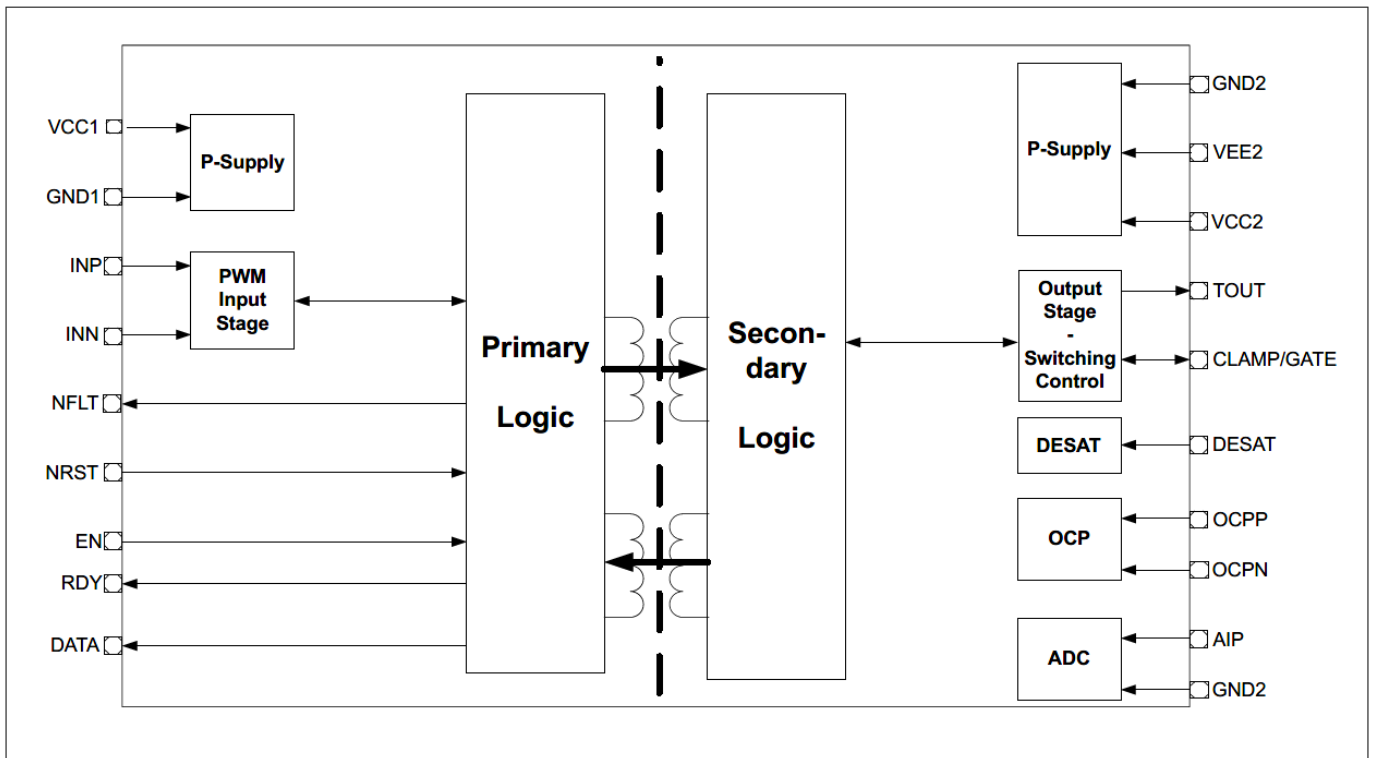 VCC1
GND1
INP
INN
NFLT
NRST
EN
RDY
DATA
P-Supply
PWM
Input
Stage
Primary
Logic
Secon-
dary
Logic
P-Supply
Output
Stage
-
Switching
Control
DESAT
OCP
ADC
GND2
VEE2
VCC2
TOUT
CLAMP/GATE
DESAT
OCPP
OCPN
AIP
GND2